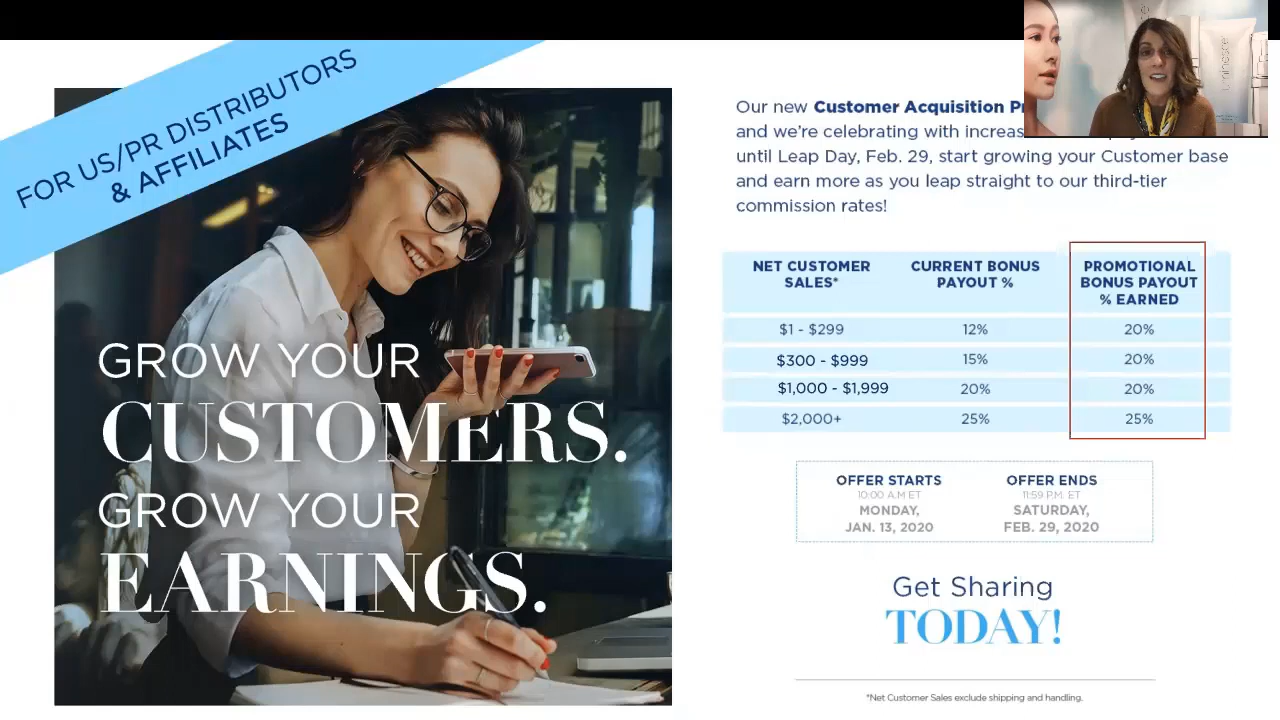 FOR US/PR DISTRIBUTORS
& AFFILIATES
GROW YOUR
CUSTOMERS.
GROW YOUR
EARNINGS.
Our new Customer Acquisition
and we're celebrating with
until Leap Day, Feb. 29, start growing your Customer base
and earn more as you leap straight to our third-tier
commission rates!
NET CUSTOMER SALES* CURRENT BONUS PAYOUT % PROMOTIONAL BONUS PAYOUT % EARNED
$1 - $299 12% 20%
$300 - $999 15% 20%
$1,000 - $1,999 20% 20%
$2,000+ 25% 25%
OFFER STARTS OFFER ENDS
10:00 A.M ET 11:59 P.M. ET
MONDAY, SATURDAY,
JAN. 13, 2020 FEB. 29, 2020
Get Sharing
TODAY!
*Net Customer Sales exclude shipping and handling.